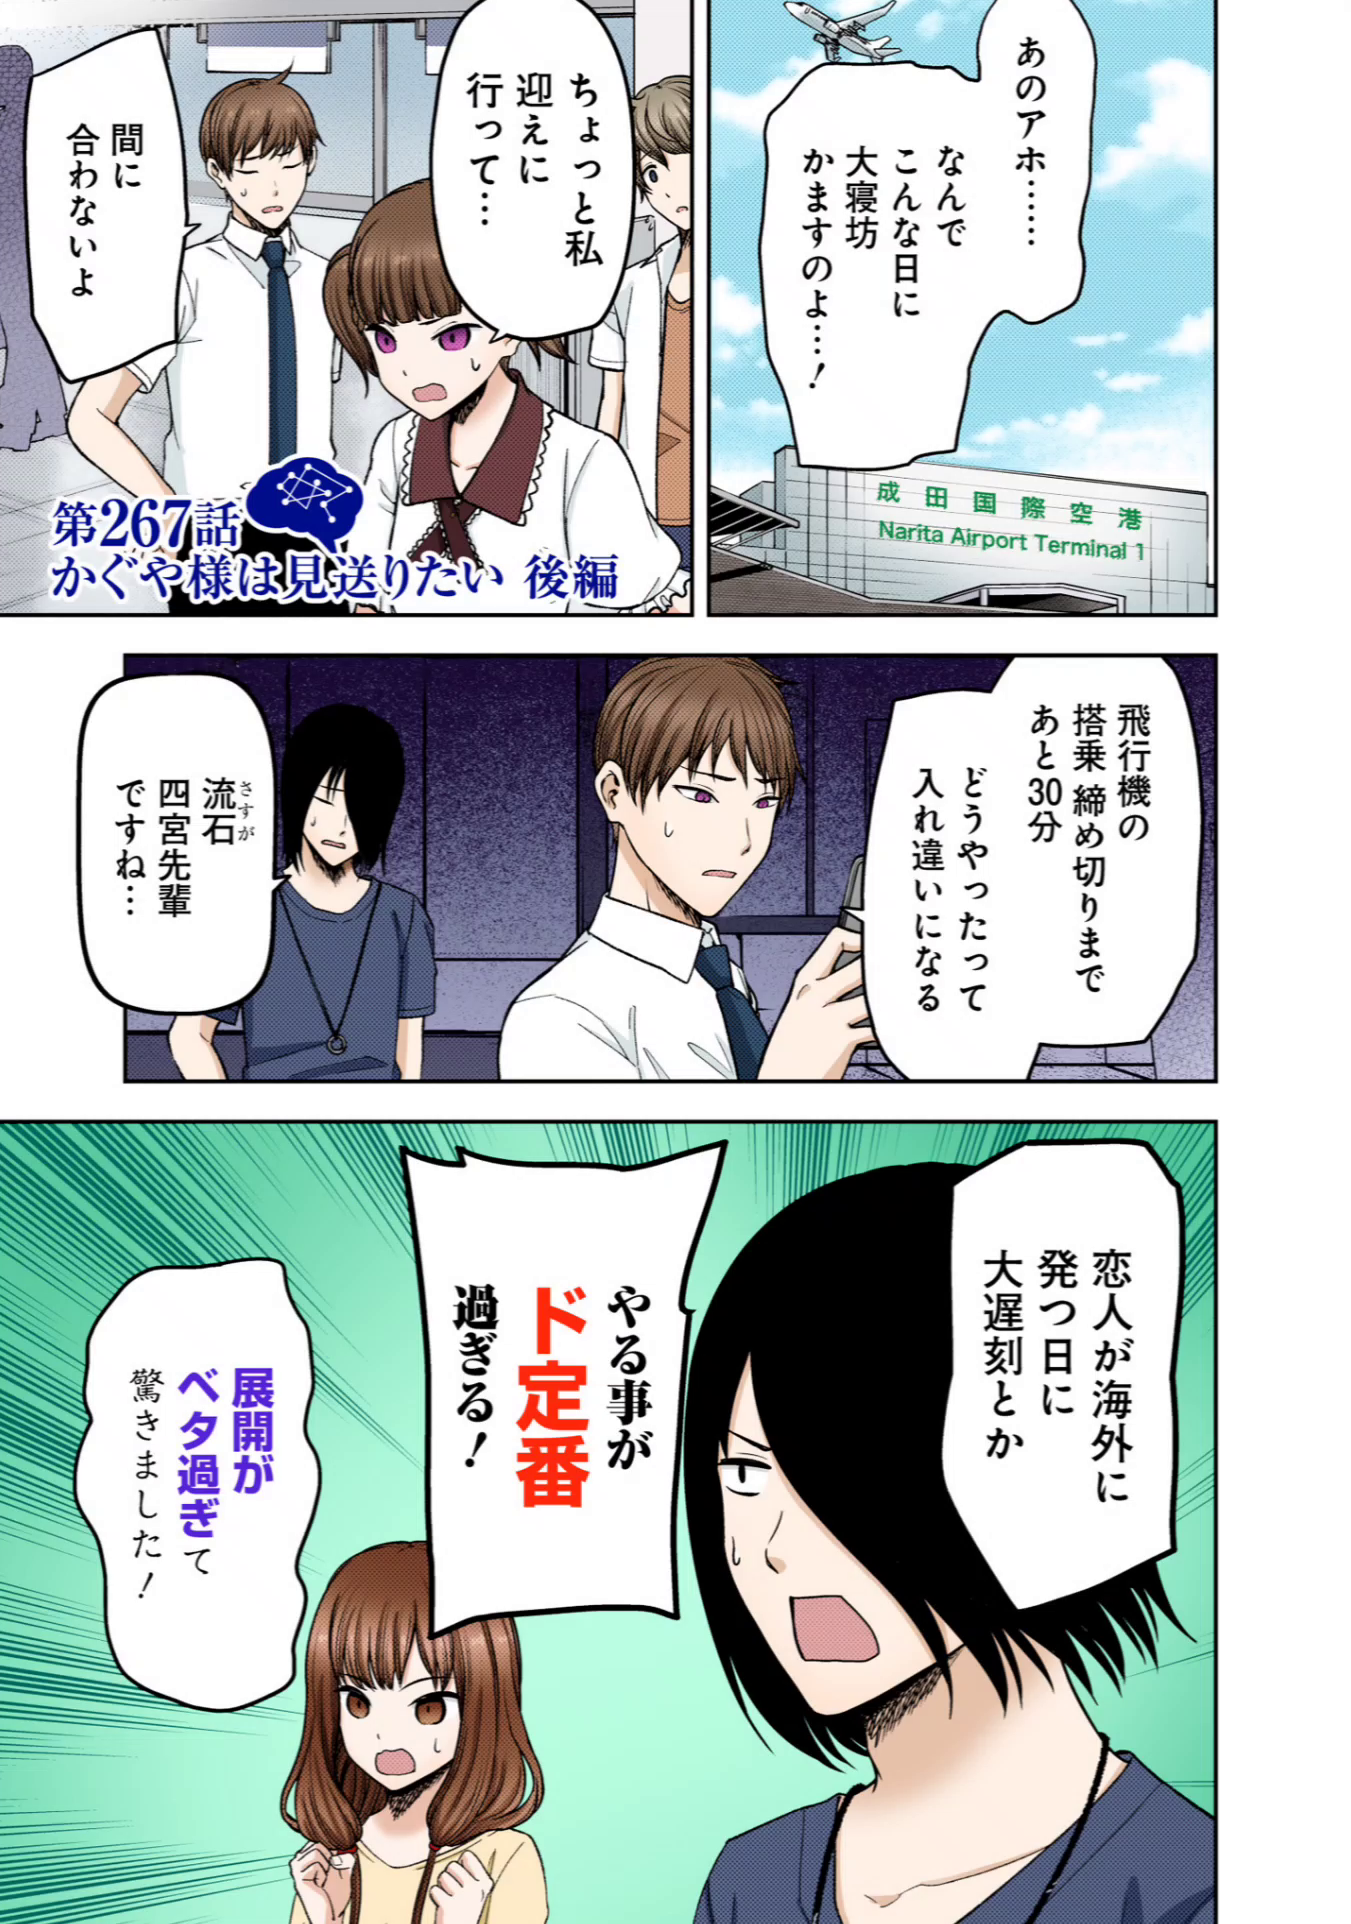 あのアホ……
なんで
こんな日に
大寝坊
かますのよ…！
成田国際空港
Narita Airport Terminal 1
ちょっと私
迎えに
行って…
間に
合わないよ
第267話
かぐや様は見送りたい 後編
飛行機の
搭乗締め切りまで
あと30分
どうやったって
入れ違いになる
流石
さすが
四宮先輩
ですね…
恋人が海外に
発つ日に
大遅刻とか
やる事が
ド定番
過ぎる！
展開が
ベタ過ぎて
驚きました！